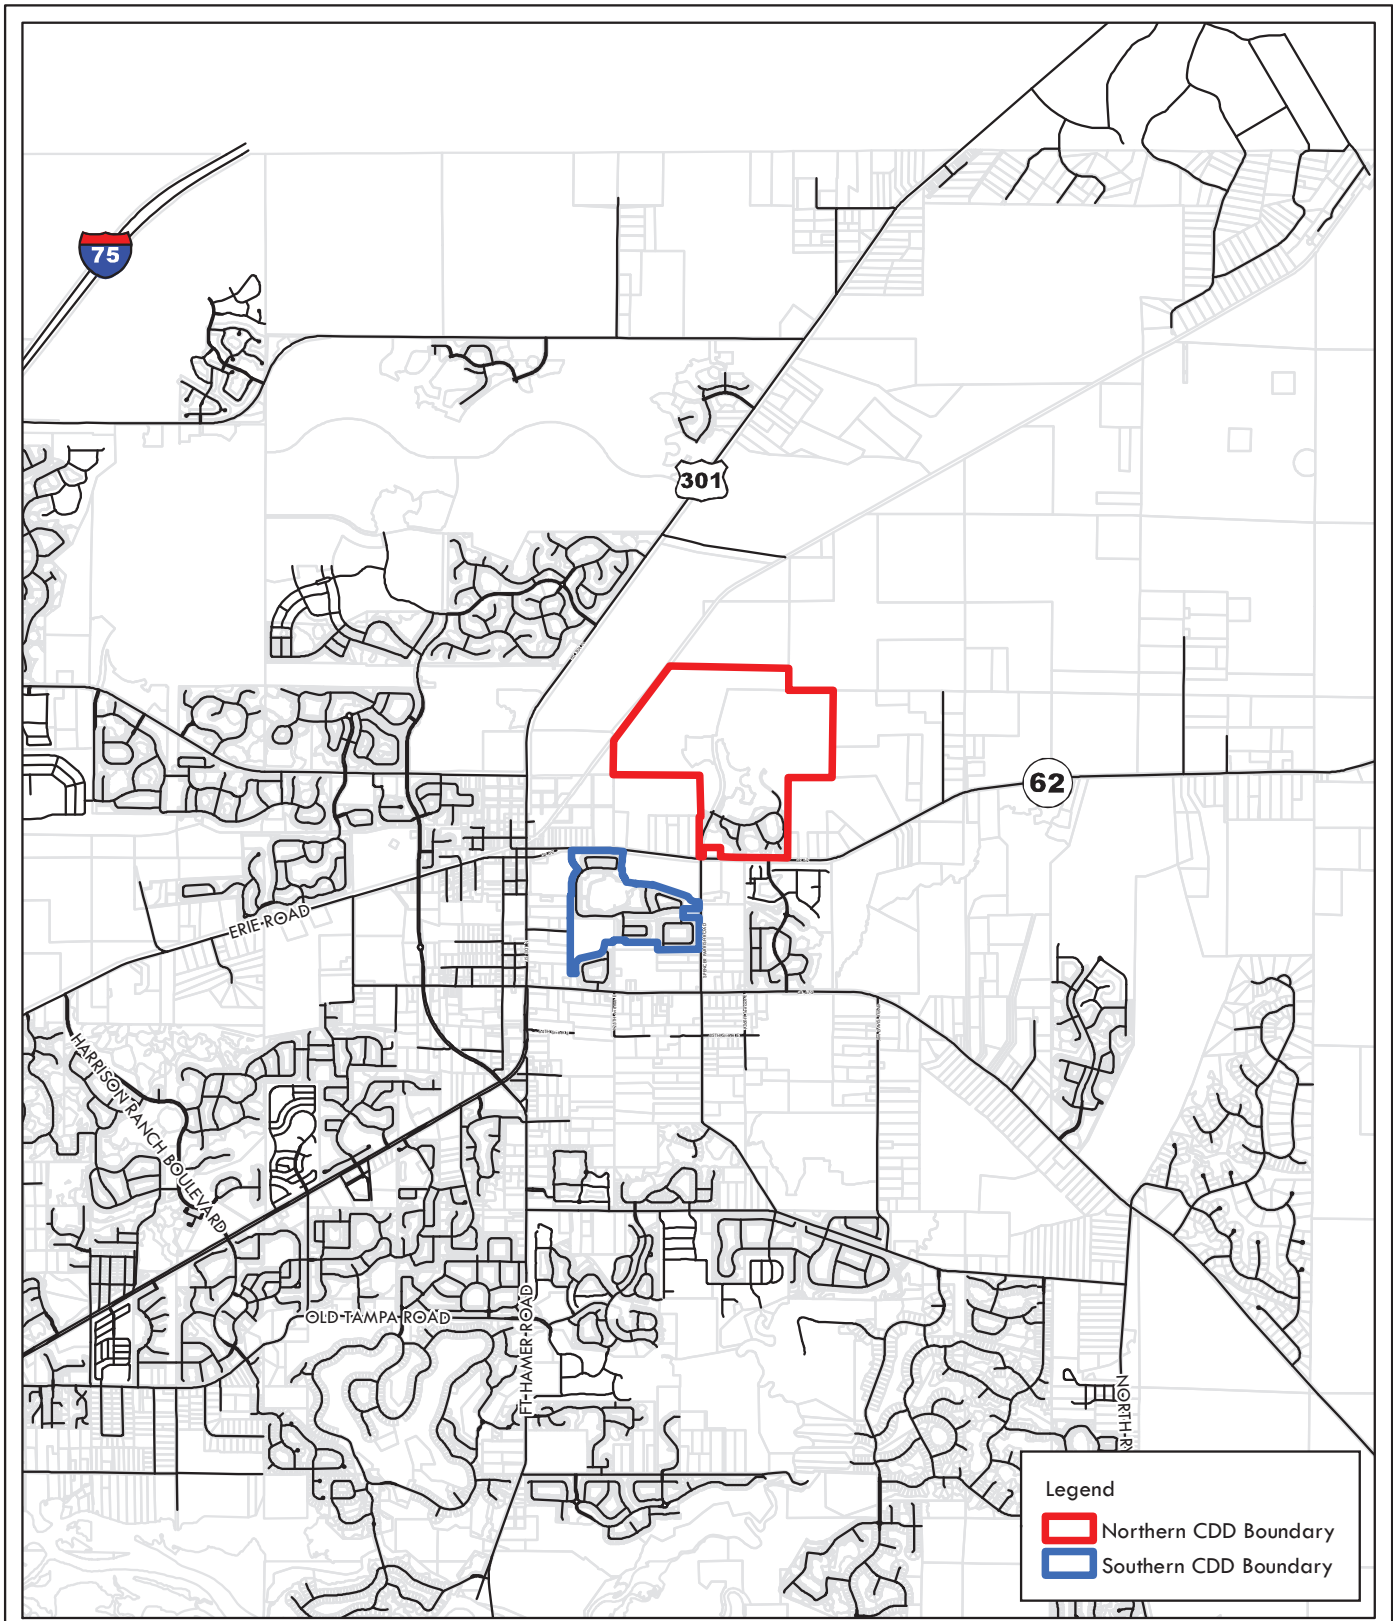 75
301
62
ERIE ROAD
HARRISON RANCH BOULEVARD
OLD TAMPA ROAD
FT HAMER ROAD
NORTH R
Legend
Northern CDD Boundary
Southern CDD Boundary